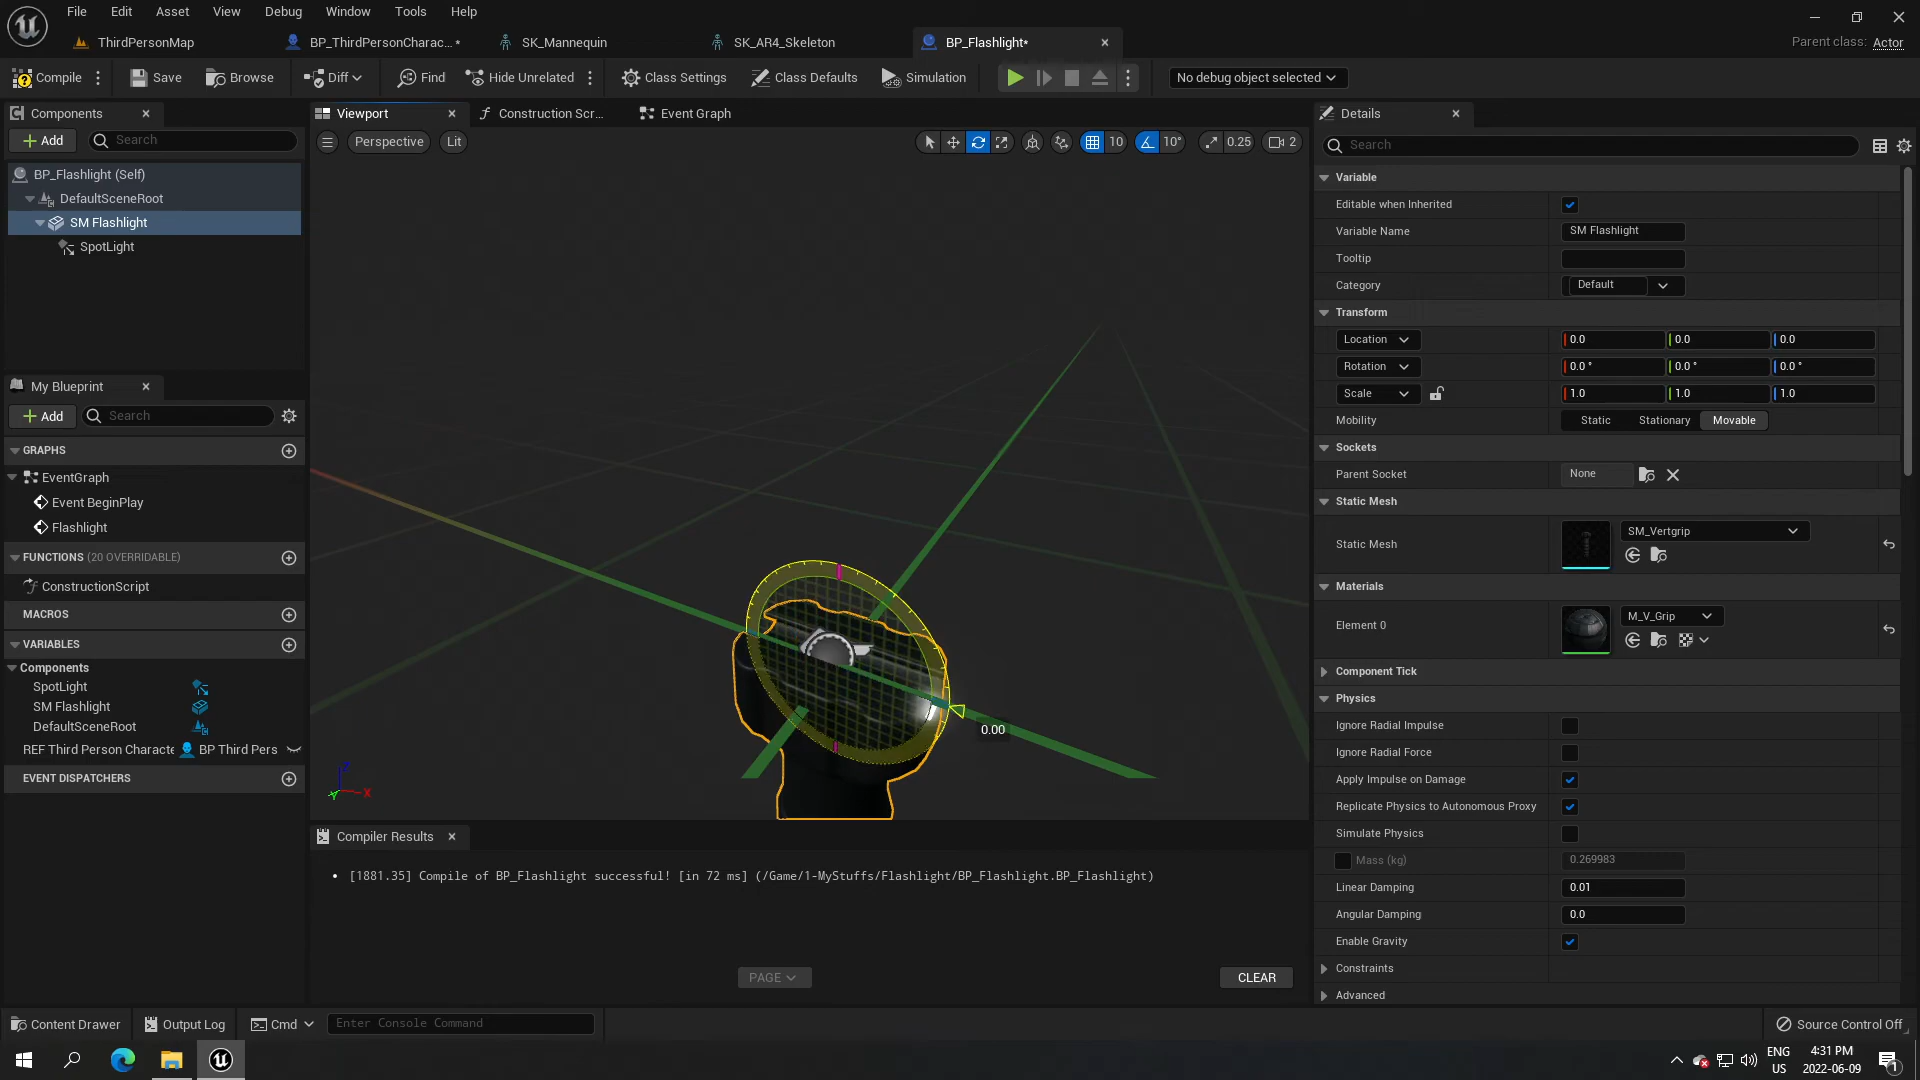 File Edit Asset View Debug Window Tools Help
ThirdPersonMap BP_ThirdPersonCharac... * SK_Mannequin SK_AR4_Skeleton BP_Flashlight* Parent class: Actor
Compile Save Browse Diff Find Hide Unrelated Class Settings Class Defaults Simulation No debug object selected
Components
Add Search
BP_Flashlight (Self)
DefaultSceneRoot
SM Flashlight
SpotLight
My Blueprint
Add Search
GRAPHS
EventGraph
Event BeginPlay
Flashlight
FUNCTIONS (20 OVERRIDABLE)
ConstructionScript
MACROS
VARIABLES
Components
SpotLight
SM Flashlight
DefaultSceneRoot
REF Third Person Characte BP Third Pers
EVENT DISPATCHERS
Viewport Construction Scr... Event Graph
Perspective Lit 10 10° 0.25 2
0.00
Z
X
Y
Compiler Results
• [1881.35] Compile of BP_Flashlight successful! [in 72 ms] (/Game/1-MyStuffs/Flashlight/BP_Flashlight.BP_Flashlight)
PAGE CLEAR
Details
Search
Variable
Editable when Inherited
Variable Name SM Flashlight
Tooltip
Category Default
Transform
Location 0.0 0.0 0.0
Rotation 0.0 ° 0.0 ° 0.0 °
Scale 1.0 1.0 1.0
Mobility Static Stationary Movable
Sockets
Parent Socket None
Static Mesh
Static Mesh SM_Vertgrip
Materials
Element 0 M_V_Grip
Component Tick
Physics
Ignore Radial Impulse
Ignore Radial Force
Apply Impulse on Damage
Replicate Physics to Autonomous Proxy
Simulate Physics
Mass (kg) 0.269983
Linear Damping 0.01
Angular Damping 0.0
Enable Gravity
Constraints
Advanced
Content Drawer Output Log Cmd Enter Console Command Source Control Off
ENG
US
4:31 PM
2022-06-09
1